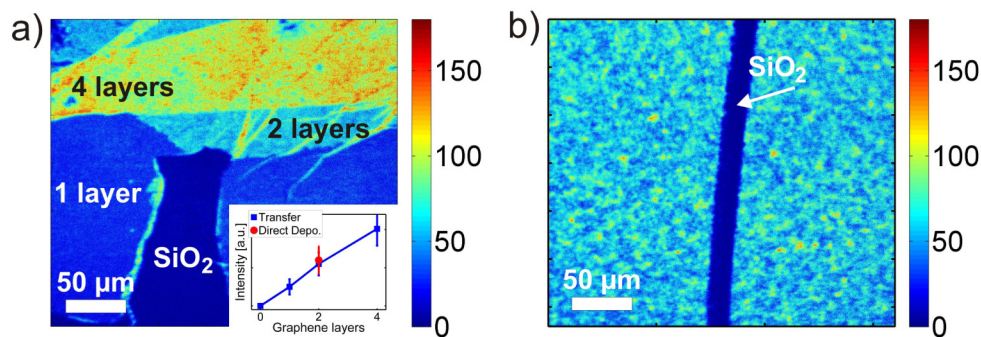 a)
4 layers
2 layers
1 layer
SiO2
50 µm
Transfer
Direct Depo.
Intensity [a.u.]
0 2 4
Graphene layers
150
100
50
0
b)
SiO2
50 µm
150
100
50
0